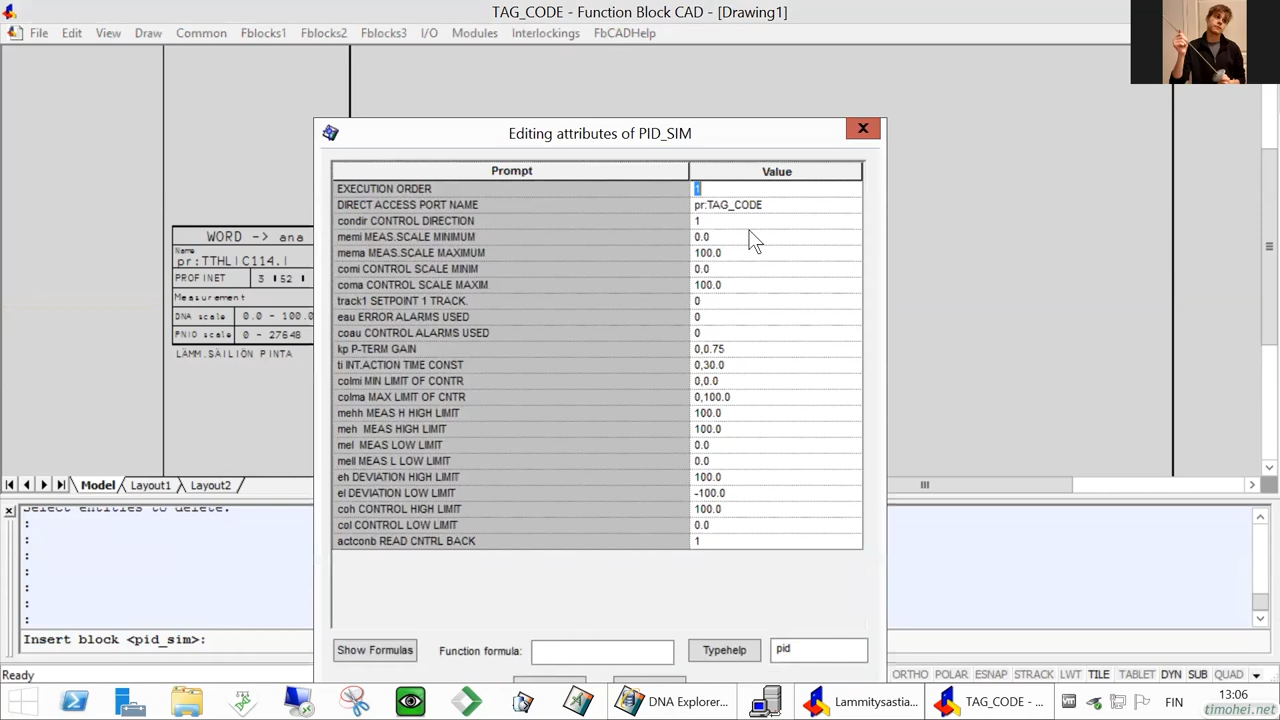 TAG_CODE - Function Block CAD - [Drawing1]
File Edit View Draw Common Fblocks1 Fblocks2 Fblocks3 I/O Modules Interlockings FbCADHelp
Editing attributes of PID_SIM
Prompt Value
EXECUTION ORDER 1
DIRECT ACCESS PORT NAME pr:TAG_CODE
condir CONTROL DIRECTION 1
memi MEAS.SCALE MINIMUM 0.0
mema MEAS.SCALE MAXIMUM 100.0
comi CONTROL SCALE MINIM 0.0
coma CONTROL SCALE MAXIM 100.0
track1 SETPOINT 1 TRACK. 0
eau ERROR ALARMS USED 0
coau CONTROL ALARMS USED 0
kp P-TERM GAIN 0,0.75
ti INT.ACTION TIME CONST 0,30.0
colmi MIN LIMIT OF CONTR 0,0.0
colma MAX LIMIT OF CNTR 0,100.0
mehh MEAS H HIGH LIMIT 100.0
meh MEAS HIGH LIMIT 100.0
mel MEAS LOW LIMIT 0.0
mell MEAS L LOW LIMIT 0.0
eh DEVIATION HIGH LIMIT 100.0
el DEVIATION LOW LIMIT -100.0
coh CONTROL HIGH LIMIT 100.0
col CONTROL LOW LIMIT 0.0
actconb READ CNTRL BACK 1
Show Formulas Function formula: Typehelp pid
WORD -> ana
Name
pr:TTHLIC114.I
PROFINET 3 52
Measurement
DNA scale 0.0 - 100.0
PNIO scale 0 - 27648
LÄMM.SÄILIÖN PINTA
Model Layout1 Layout2
Select entities to delete:
:
:
:
:
:
:
Insert block <pid_sim>:
Ready
ORTHO OSNAP ESNAP STRACK LWT TILE TABLET DYN SUB QUAD
DNA Explorer... Lammitysastia... TAG_CODE - ... FIN 13:06
timohei.net